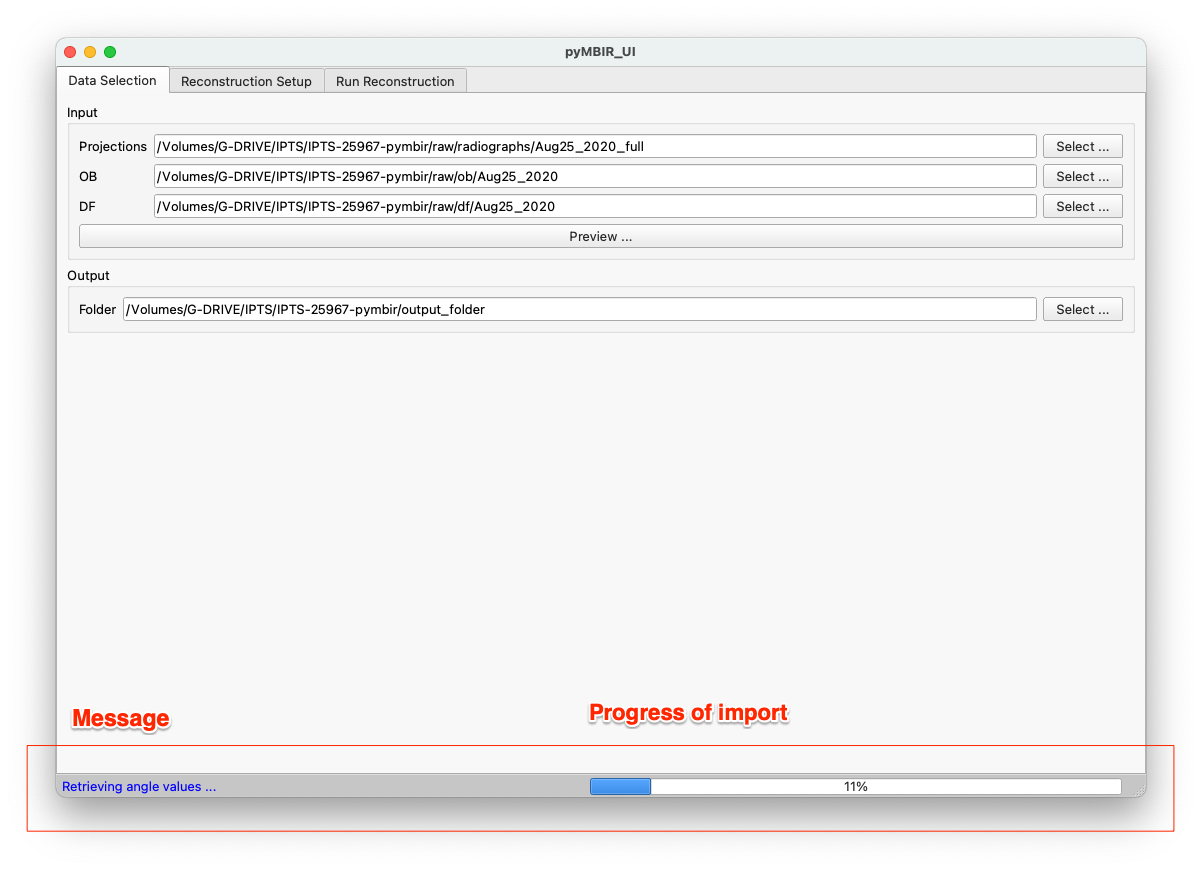 pyMBIR_UI
Data Selection Reconstruction Setup Run Reconstruction
Input
Projections /Volumes/G-DRIVE/IPTS/IPTS-25967-pymbir/raw/radiographs/Aug25_2020_full Select ...
OB /Volumes/G-DRIVE/IPTS/IPTS-25967-pymbir/raw/ob/Aug25_2020 Select ...
DF /Volumes/G-DRIVE/IPTS/IPTS-25967-pymbir/raw/df/Aug25_2020 Select ...
Preview ...
Output
Folder /Volumes/G-DRIVE/IPTS/IPTS-25967-pymbir/output_folder Select ...
Message Progress of import
Retrieving angle values ... 11%